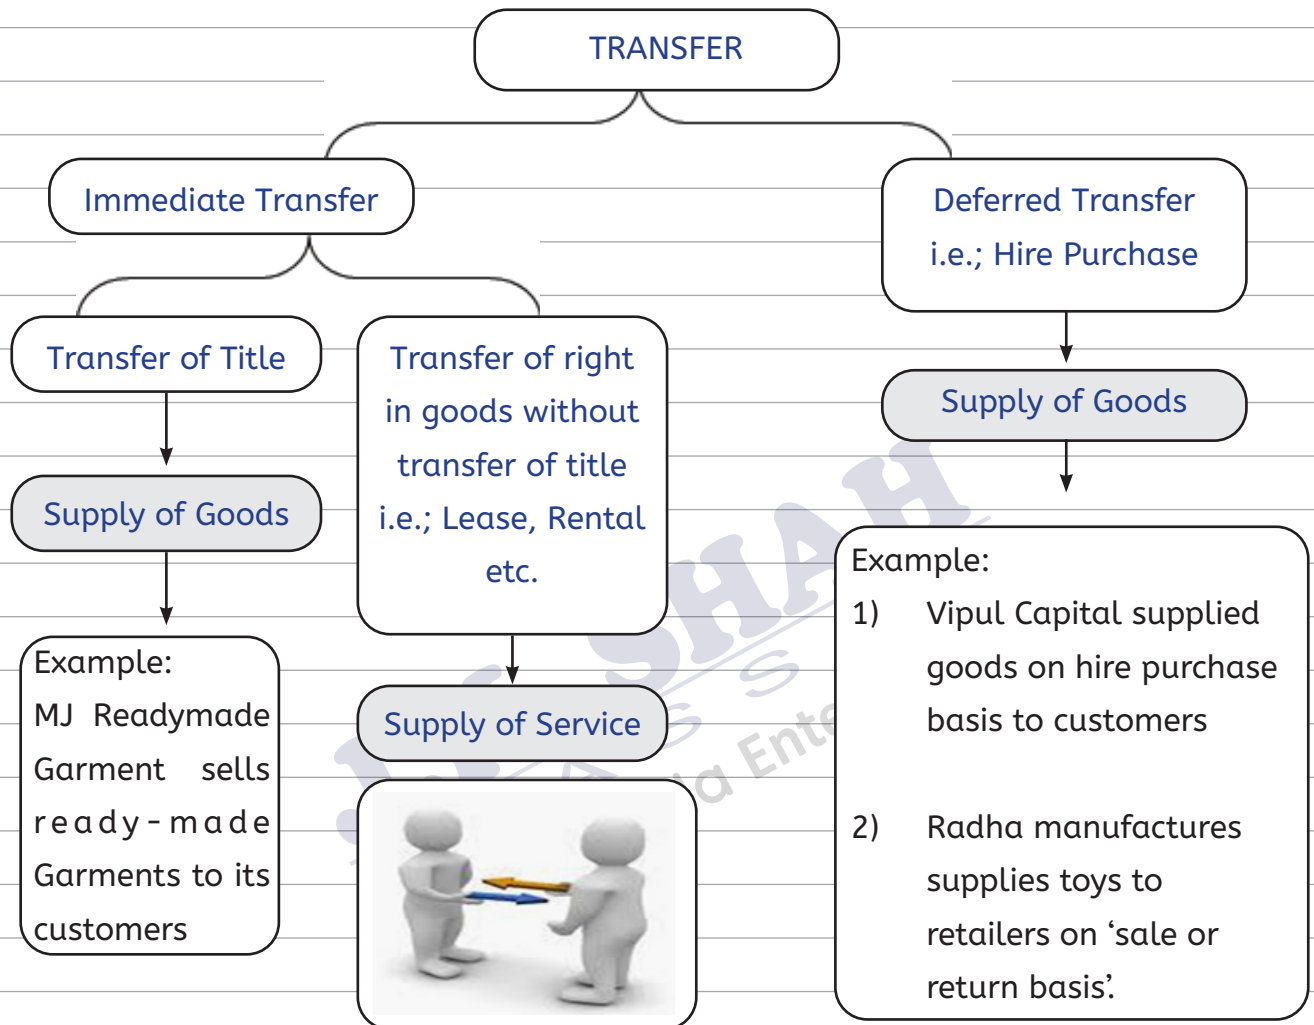 TRANSFER
Immediate Transfer
Deferred Transfer
i.e.; Hire Purchase
Transfer of Title
Transfer of right
in goods without
transfer of title
i.e.; Lease, Rental
etc.
Supply of Goods
Supply of Goods
Supply of Service
Example:
MJ Readymade
Garment sells
ready-made
Garments to its
customers
Example:
1) Vipul Capital supplied
goods on hire purchase
basis to customers
2) Radha manufactures
supplies toys to
retailers on ‘sale or
return basis’.
SHAH